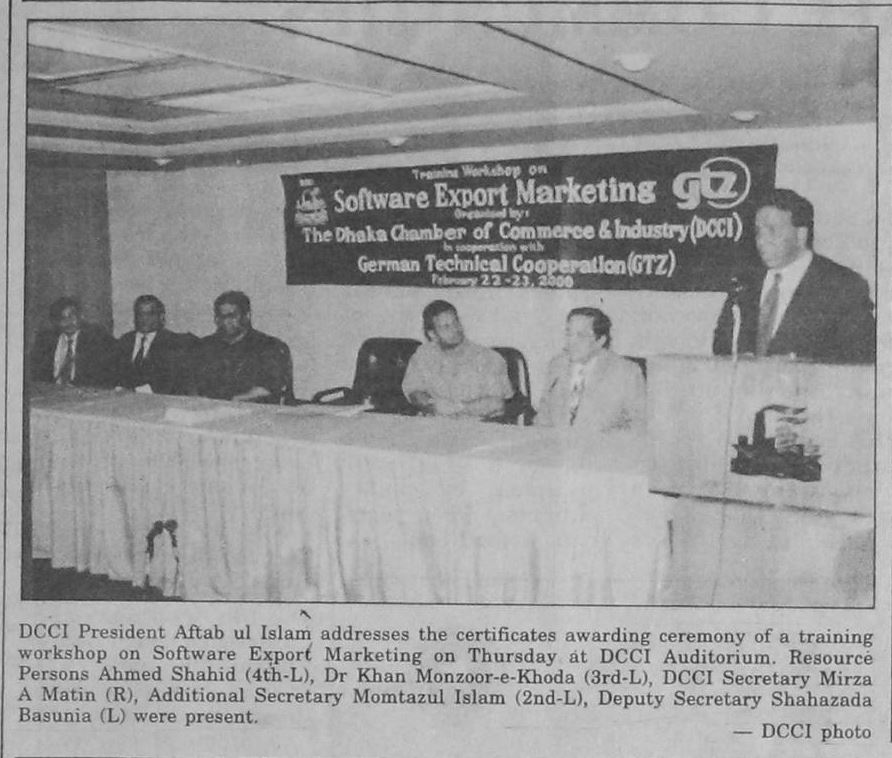 Training Workshop on
Software Export Marketing
gtz
Organised by:
The Dhaka Chamber of Commerce & Industry (DCCI)
in cooperation with
German Technical Cooperation (GTZ)
February 22-23, 2000
DCCI President Aftab ul Islam addresses the certificates awarding ceremony of a training
workshop on Software Export Marketing on Thursday at DCCI Auditorium. Resource
Persons Ahmed Shahid (4th-L), Dr Khan Monzoor-e-Khoda (3rd-L), DCCI Secretary Mirza
A Matin (R), Additional Secretary Momtazul Islam (2nd-L), Deputy Secretary Shahazada
Basunia (L) were present.
— DCCI photo